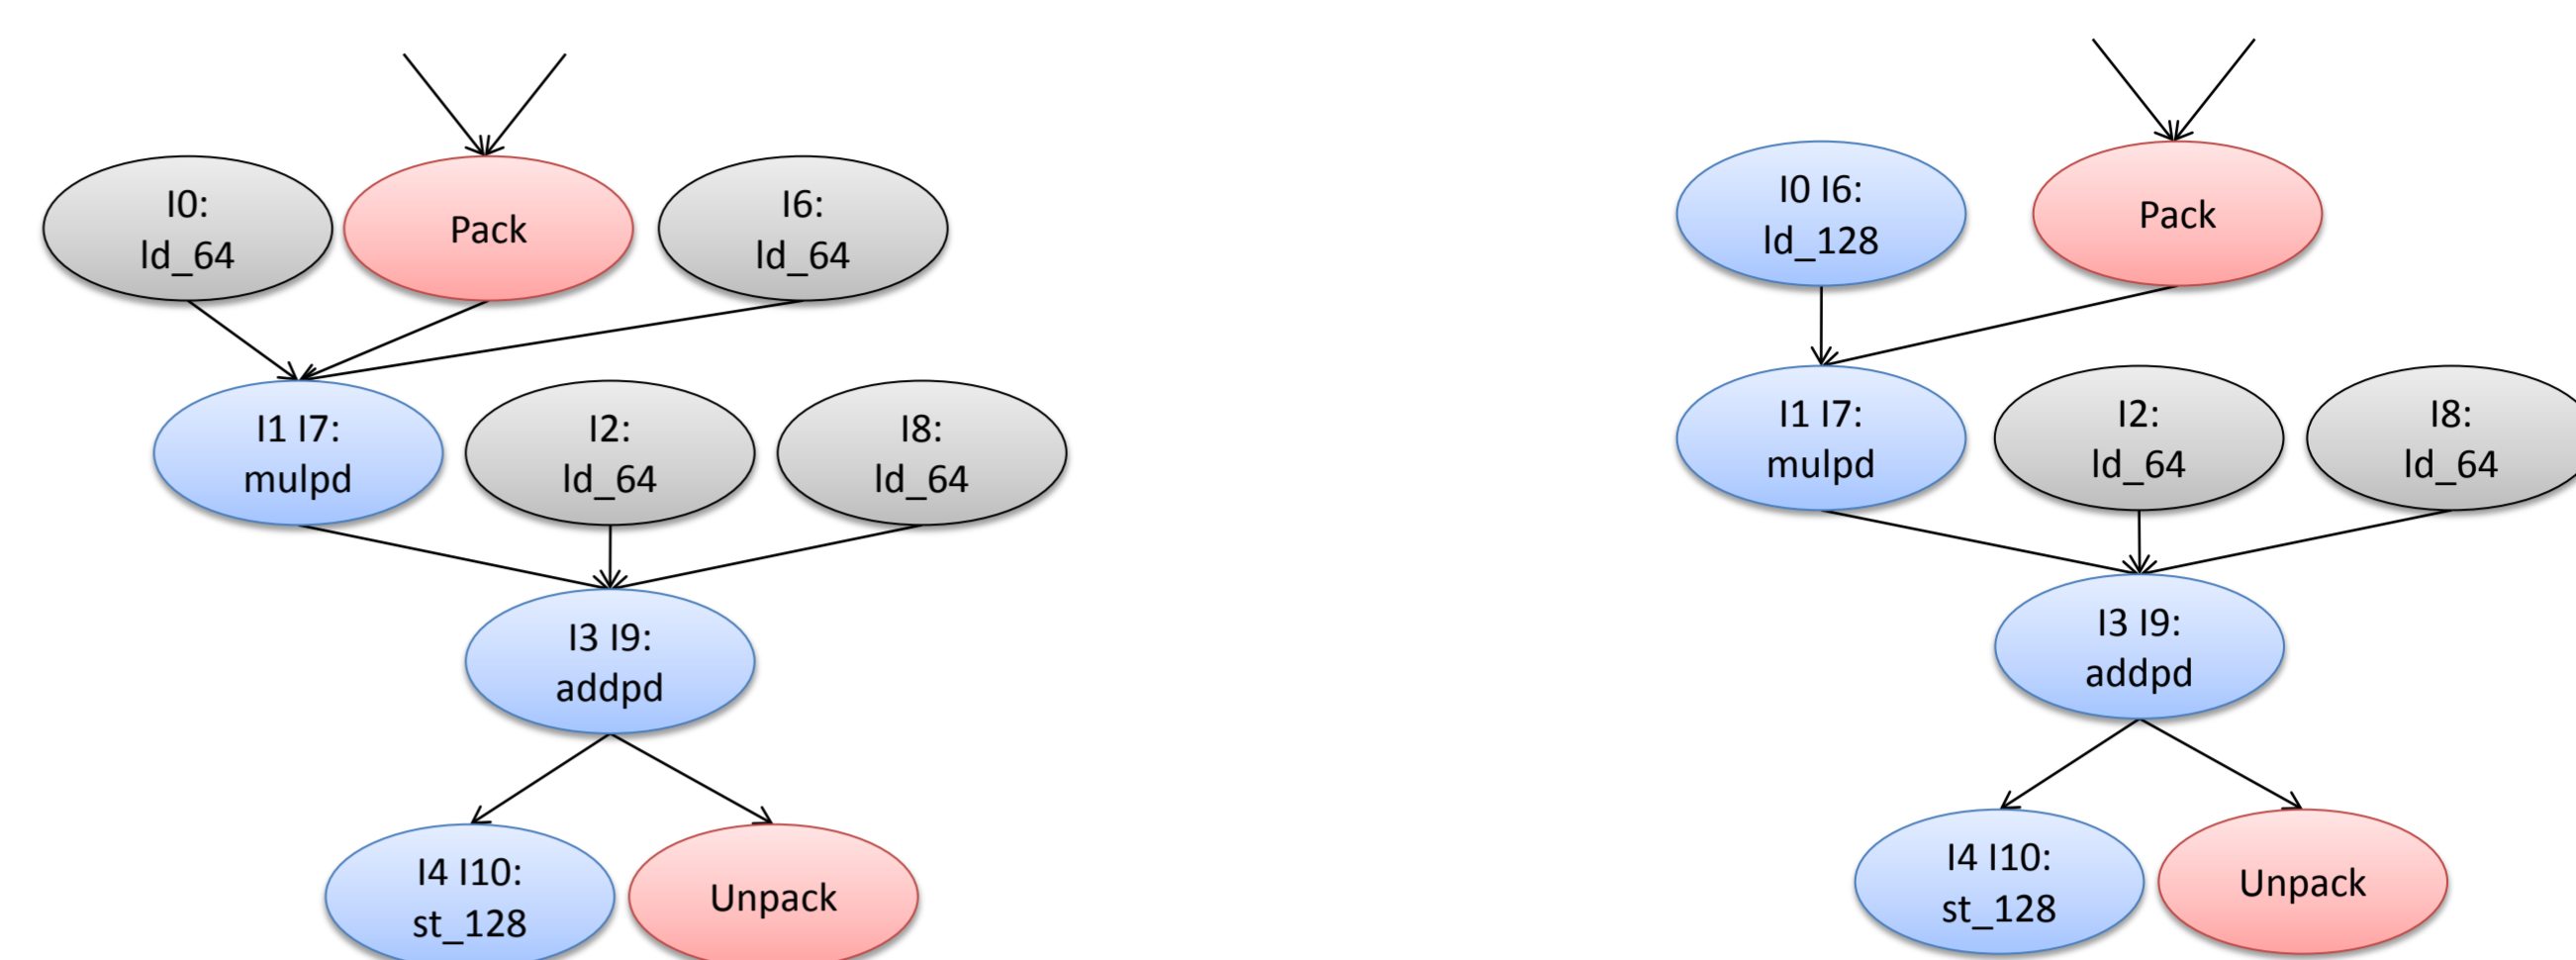 I0:
ld_64
Pack
I6:
ld_64
I1 I7:
mulpd
I2:
ld_64
I8:
ld_64
I3 I9:
addpd
I4 I10:
st_128
Unpack
I0 I6:
ld_128
Pack
I1 I7:
mulpd
I2:
ld_64
I8:
ld_64
I3 I9:
addpd
I4 I10:
st_128
Unpack